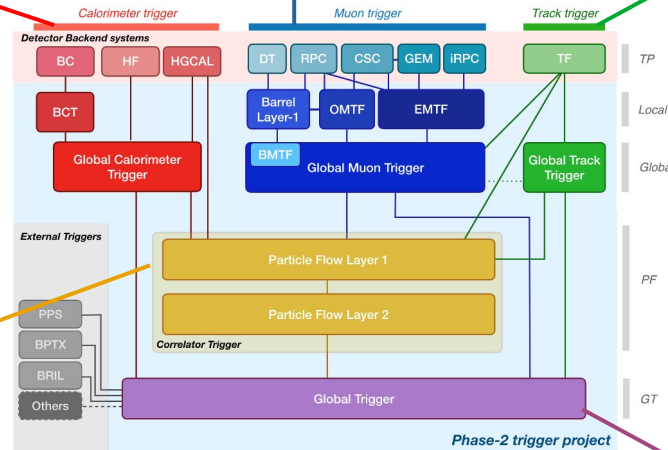 Calorimeter trigger
Muon trigger
Track trigger
Detector Backend systems
BC
HF
HGCAL
DT
RPC
CSC
GEM
iRPC
TF
TP
BCT
Barrel
Layer-1
OMTF
EMTF
Local
Global Calorimeter
Trigger
BMTF
Global Muon Trigger
Global Track
Trigger
Globa
External Triggers
Particle Flow Layer 1
Particle Flow Layer 2
Correlator Trigger
PF
PPS
BPTX
BRIL
Others
Global Trigger
GT
Phase-2 trigger project